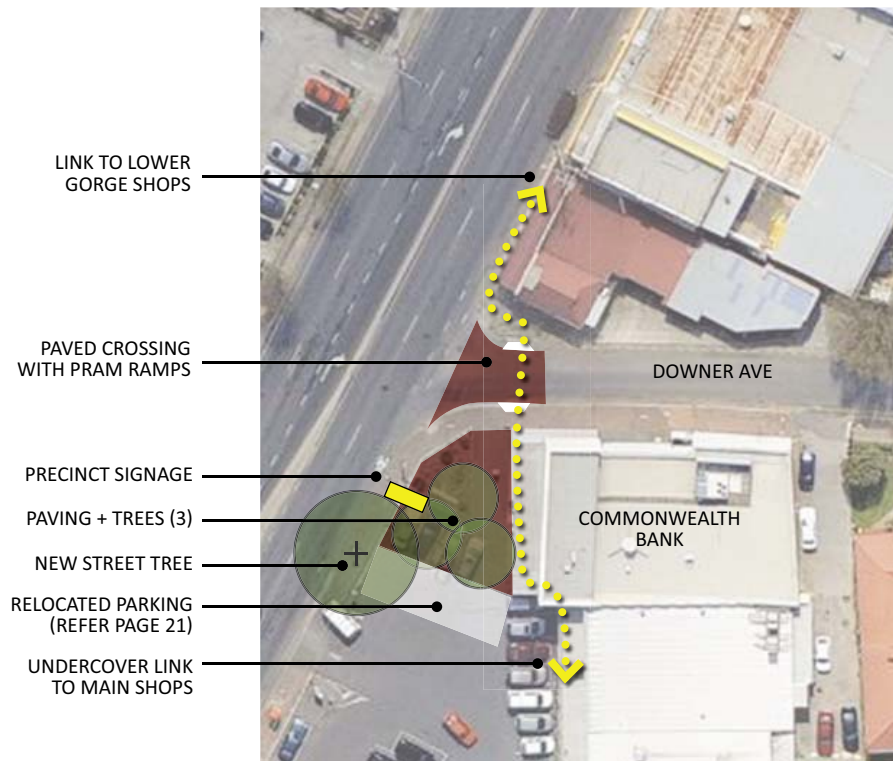 LINK TO LOWER
GORGE SHOPS
PAVED CROSSING
WITH PRAM RAMPS
DOWNER AVE
PRECINCT SIGNAGE
PAVING + TREES (3)
COMMONWEALTH
BANK
NEW STREET TREE
RELOCATED PARKING
(REFER PAGE 21)
UNDERCOVER LINK
TO MAIN SHOPS